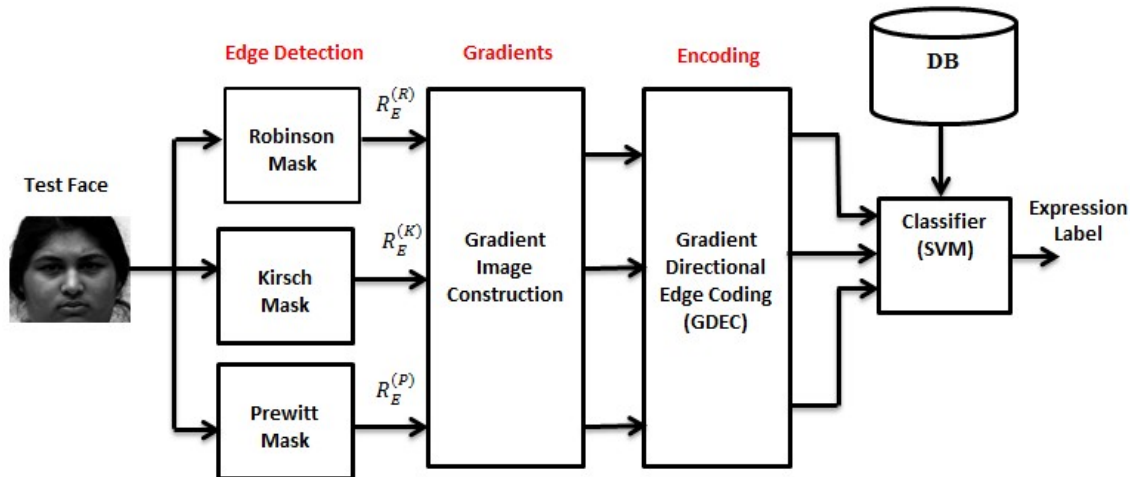 Edge Detection
Gradients
Encoding
DB
Test Face
Robinson
Mask
Kirsch
Mask
Prewitt
Mask
R_E^{(R)}
R_E^{(K)}
R_E^{(P)}
Gradient
Image
Construction
Gradient
Directional
Edge Coding
(GDEC)
Classifier
(SVM)
Expression
Label